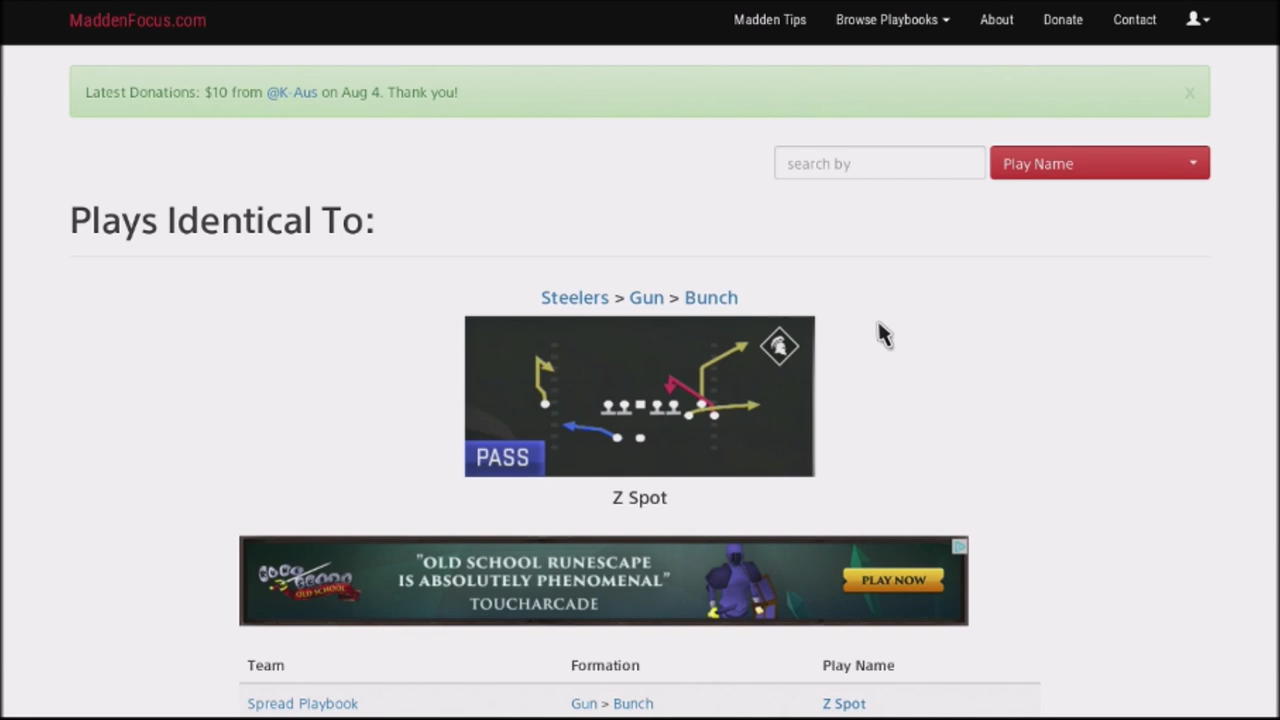 MaddenFocus.com
Madden Tips Browse Playbooks About Donate Contact
Latest Donations: $10 from @K-Aus on Aug 4. Thank you! x
search by Play Name
Plays Identical To:
Steelers > Gun > Bunch
PASS
Z Spot
OLD SCHOOL
"OLD SCHOOL RUNESCAPE
IS ABSOLUTELY PHENOMENAL"
TOUCHARCADE
PLAY NOW
Team Formation Play Name
Spread Playbook Gun > Bunch Z Spot